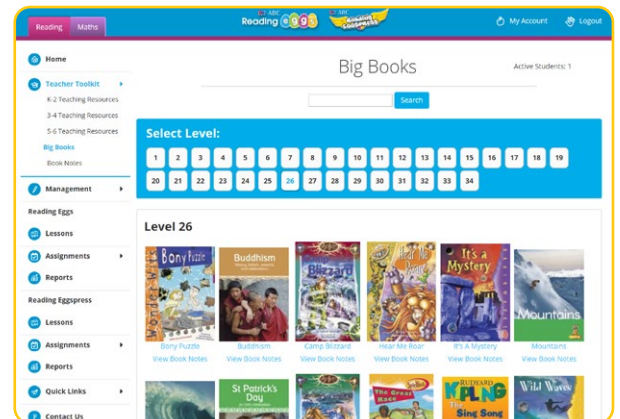 Reading
Maths
ABC
Reading eggs
ABC
Reading
EGGSPRESS
My Account
Logout
Home
Teacher Toolkit
K-2 Teaching Resources
3-4 Teaching Resources
5-6 Teaching Resources
Big Books
Book Notes
Management
Reading Eggs
Lessons
Assignments
Reports
Reading Eggspress
Lessons
Assignments
Reports
Quick Links
Contact Us
Big Books
Active Students: 1
Search
Select Level:
1 2 3 4 5 6 7 8 9 10 11 12 13 14 15 16 17 18 19
20 21 22 23 24 25 26 27 28 29 30 31 32 33 34
Level 26
Bony Puzzle
Buddhism
Blizzard
Hear Me
Roar
It's a
Mystery
Mountains
Bony Puzzle
Buddhism
Camp Blizzard
Hear Me Roar
It's A Mystery
Mountains
View Book Notes
View Book Notes
View Book Notes
View Book Notes
View Book Notes
View Book Notes
St Patrick's
Day
The Great
Race
RUDYARD
KIPLING
Sing Song
Wild Waves